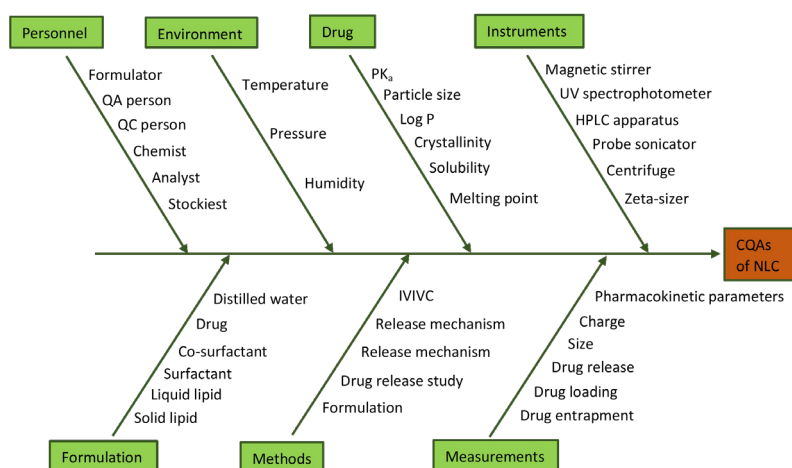 Personnel
Environment
Drug
Instruments
Formulator
QA person
QC person
Chemist
Analyst
Stockiest
Temperature
Pressure
Humidity
PKa
Particle size
Log P
Crystallinity
Solubility
Melting point
Magnetic stirrer
UV spectrophotometer
HPLC apparatus
Probe sonicator
Centrifuge
Zeta-sizer
CQAs
of NLC
Distilled water
Drug
Co-surfactant
Surfactant
Liquid lipid
Solid lipid
IVIVC
Release mechanism
Release mechanism
Drug release study
Formulation
Pharmacokinetic parameters
Charge
Size
Drug release
Drug loading
Drug entrapment
Formulation
Methods
Measurements